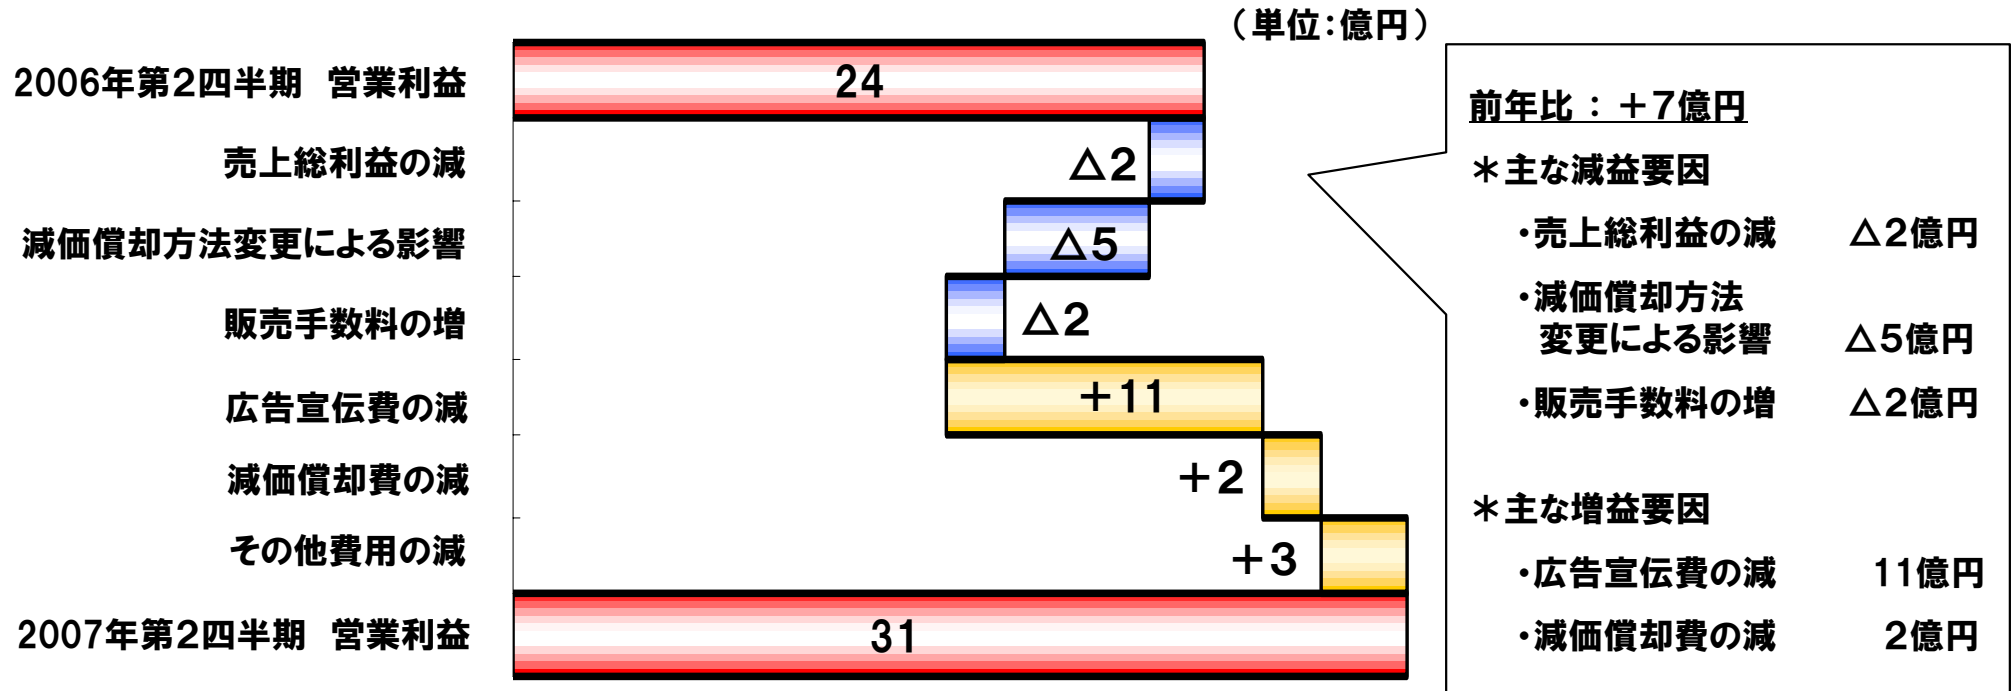 （単位：億円）
2006年第２四半期　営業利益
24
売上総利益の減
△2
減価償却方法変更による影響
△5
販売手数料の増
△2
広告宣伝費の減
＋11
減価償却費の減
＋2
その他費用の減
＋3
2007年第２四半期　営業利益
31
前年比：＋7億円
＊主な減益要因
・売上総利益の減　△2億円
・減価償却方法
変更による影響　△5億円
・販売手数料の増　△2億円
＊主な増益要因
・広告宣伝費の減　11億円
・減価償却費の減　2億円